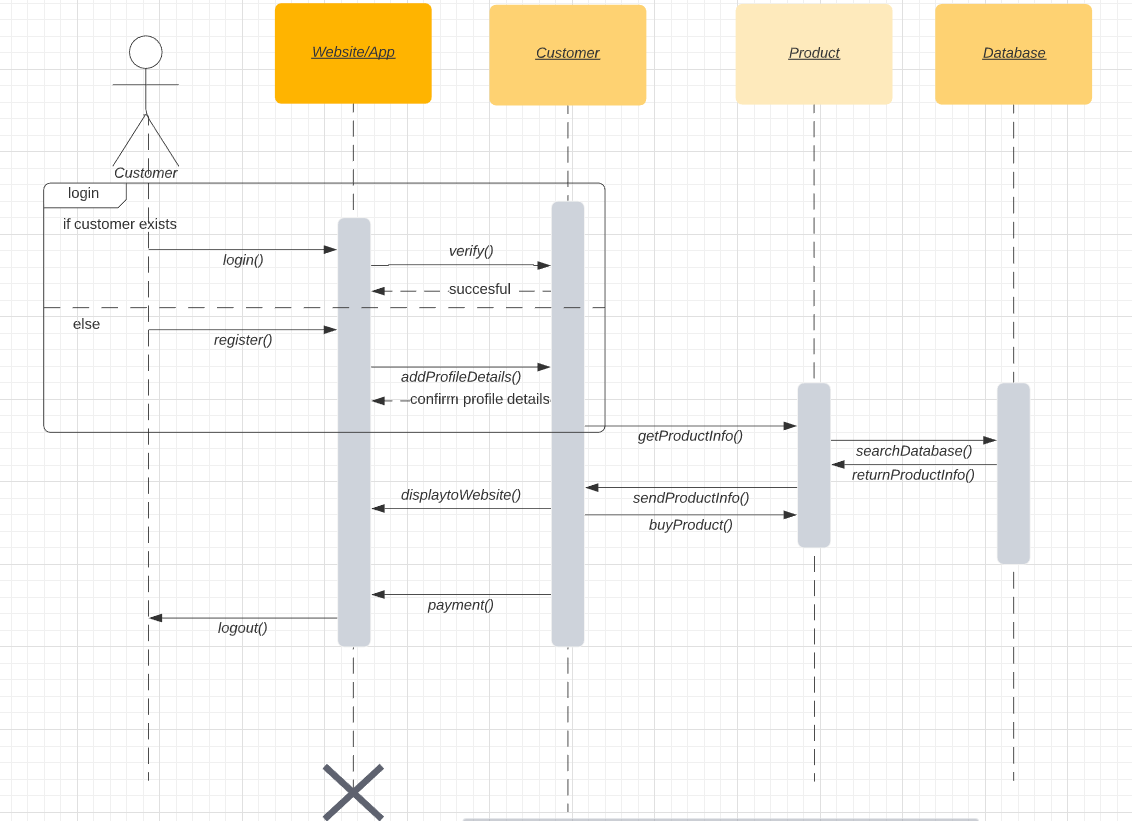 Website/App
Customer
Product
Database
Customer
login
if customer exists
login()
verify()
succesful
else
register()
addProfileDetails()
confirm profile details
getProductInfo()
searchDatabase()
returnProductInfo()
displaytoWebsite()
sendProductInfo()
buyProduct()
payment()
logout()